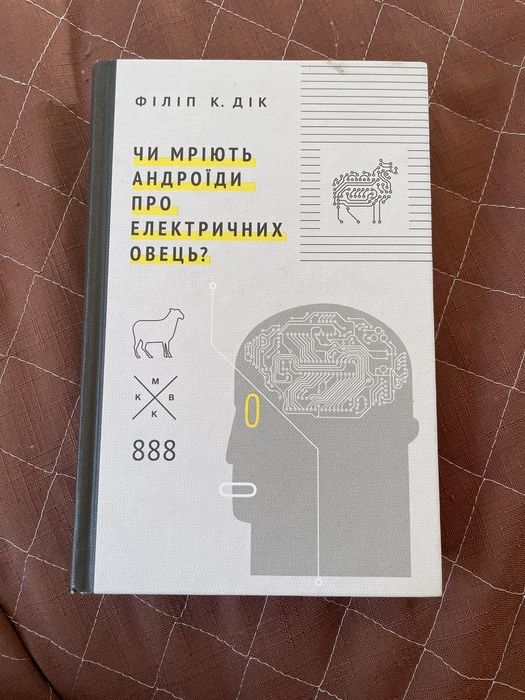 ФІЛІП К. ДІК
ЧИ МРІЮТЬ
АНДРОЇДИ
ПРО
ЕЛЕКТРИЧНИХ
ОВЕЦЬ?
М
К В
К
888